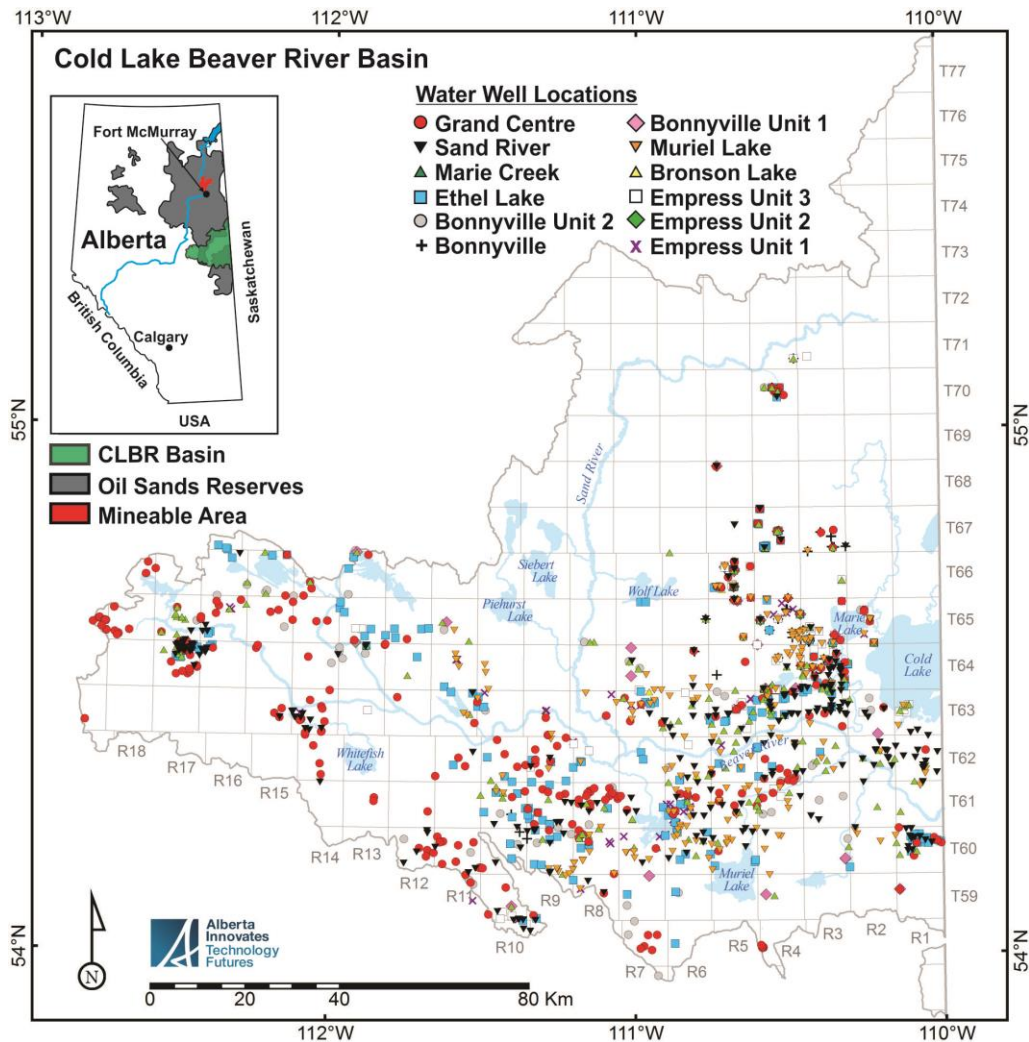 113°W
112°W
111°W
110°W
Cold Lake Beaver River Basin
Fort McMurray
Alberta
Saskatchewan
British Columbia
Calgary
USA
CLBR Basin
Oil Sands Reserves
Mineable Area
Water Well Locations
Grand Centre
Sand River
Marie Creek
Ethel Lake
Bonnyville Unit 2
Bonnyville
Bonnyville Unit 1
Muriel Lake
Bronson Lake
Empress Unit 3
Empress Unit 2
Empress Unit 1
T77
T76
T75
T74
T73
T72
T71
T70
T69
T68
T67
T66
T65
T64
T63
T62
T61
T60
T59
55°N
55°N
54°N
54°N
Sand River
Siebert
Lake
Piehurst
Lake
Wolf Lake
Marie
Lake
Cold
Lake
Beaver River
Whitefish
Lake
Muriel
Lake
R18
R17
R16
R15
R14
R13
R12
R11
R10
R9
R8
R7
R6
R5
R4
R3
R2
R1
N
Alberta
Innovates
Technology
Futures
0
20
40
80 Km
112°W
111°W
110°W